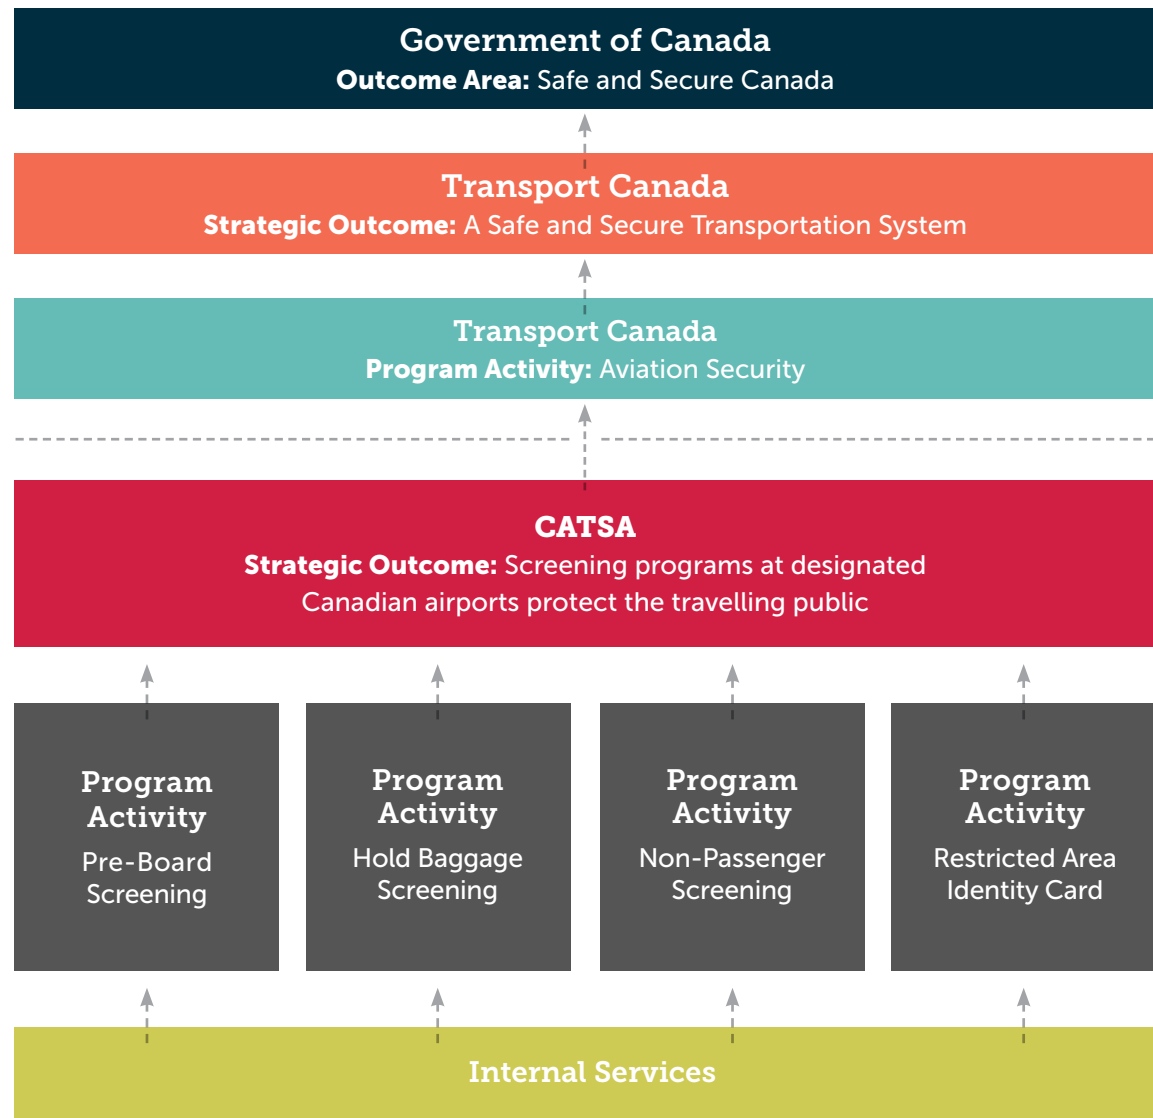 Government of Canada
Outcome Area: Safe and Secure Canada
Transport Canada
Strategic Outcome: A Safe and Secure Transportation System
Transport Canada
Program Activity: Aviation Security
CATSA
Strategic Outcome: Screening programs at designated
Canadian airports protect the travelling public
Program
Activity
Pre-Board
Screening
Program
Activity
Hold Baggage
Screening
Program
Activity
Non-Passenger
Screening
Program
Activity
Restricted Area
Identity Card
Internal Services